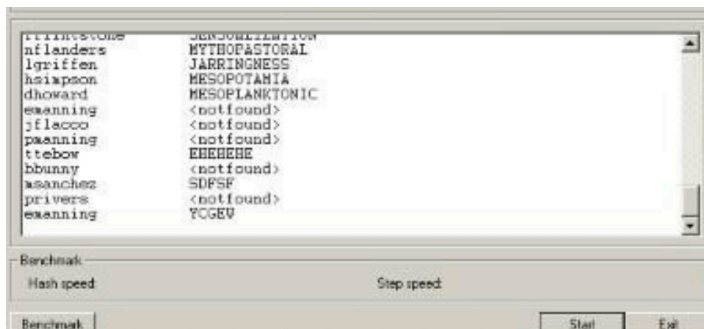 nflanders MYTHOPASTORAL
lgriffen JARRINGNESS
hsimpson MESOPOTAMIA
dhoward MESOPLANKTONIC
emanning <notfound>
jflacco <notfound>
pmanning <notfound>
ttebow EHEHEHE
bbunny <notfound>
msanchez SDFSF
privers <notfound>
emanning YCGEW
Benchmark
Hash speed: Step speed:
Benchmark Start Exit